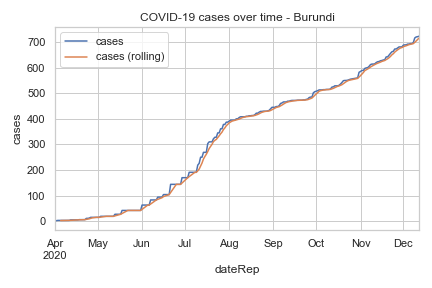 COVID-19 cases over time - Burundi
cases
cases (rolling)
700
600
500
400
300
200
100
0
cases
Apr
2020
May
Jun
Jul
Aug
Sep
Oct
Nov
Dec
dateRep